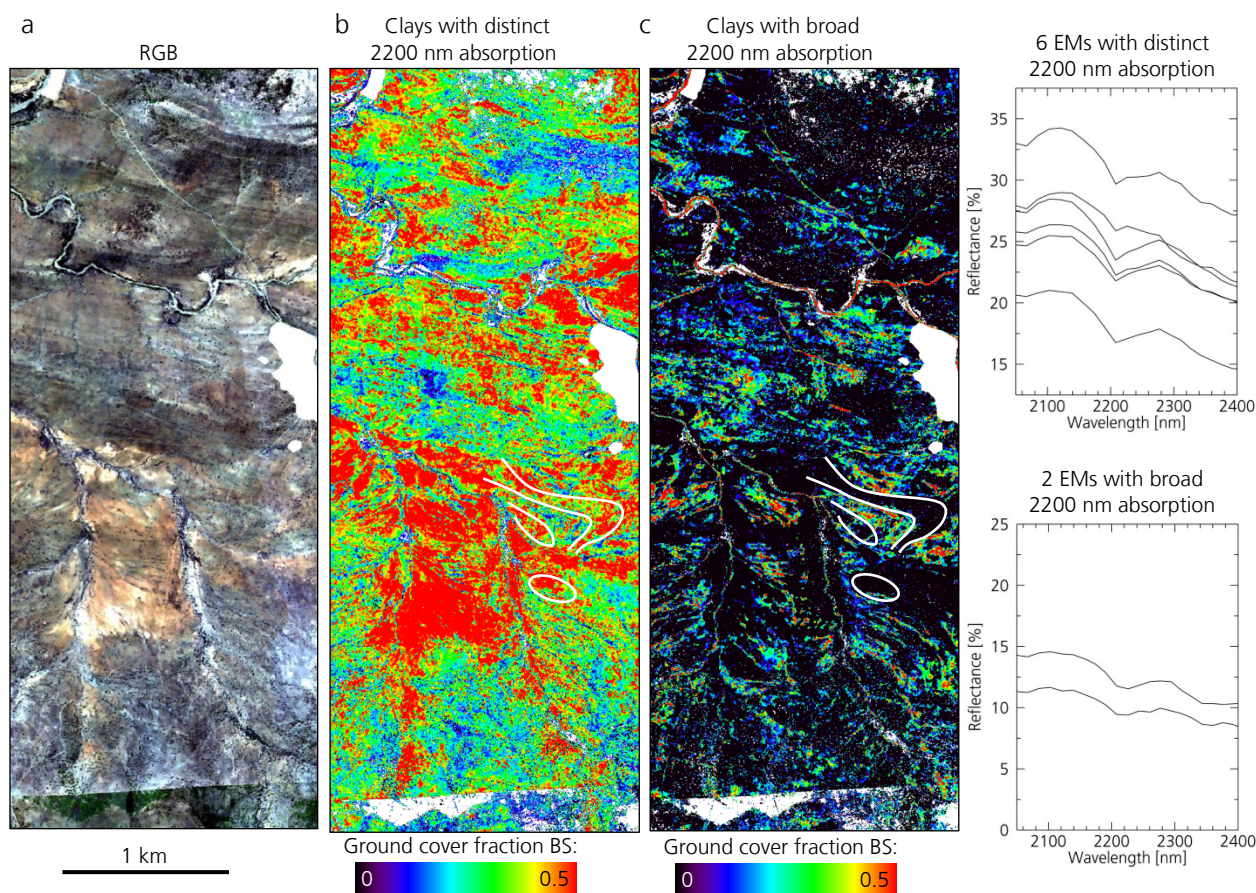 a
RGB
1 km
b
Clays with distinct
2200 nm absorption
Ground cover fraction BS:
0
0.5
c
Clays with broad
2200 nm absorption
Ground cover fraction BS:
0
0.5
6 EMs with distinct
2200 nm absorption
Reflectance [%]
35
30
25
20
15
2100 2200 2300 2400
Wavelength [nm]
2 EMs with broad
2200 nm absorption
Reflectance [%]
25
20
15
10
5
0
2100 2200 2300 2400
Wavelength [nm]